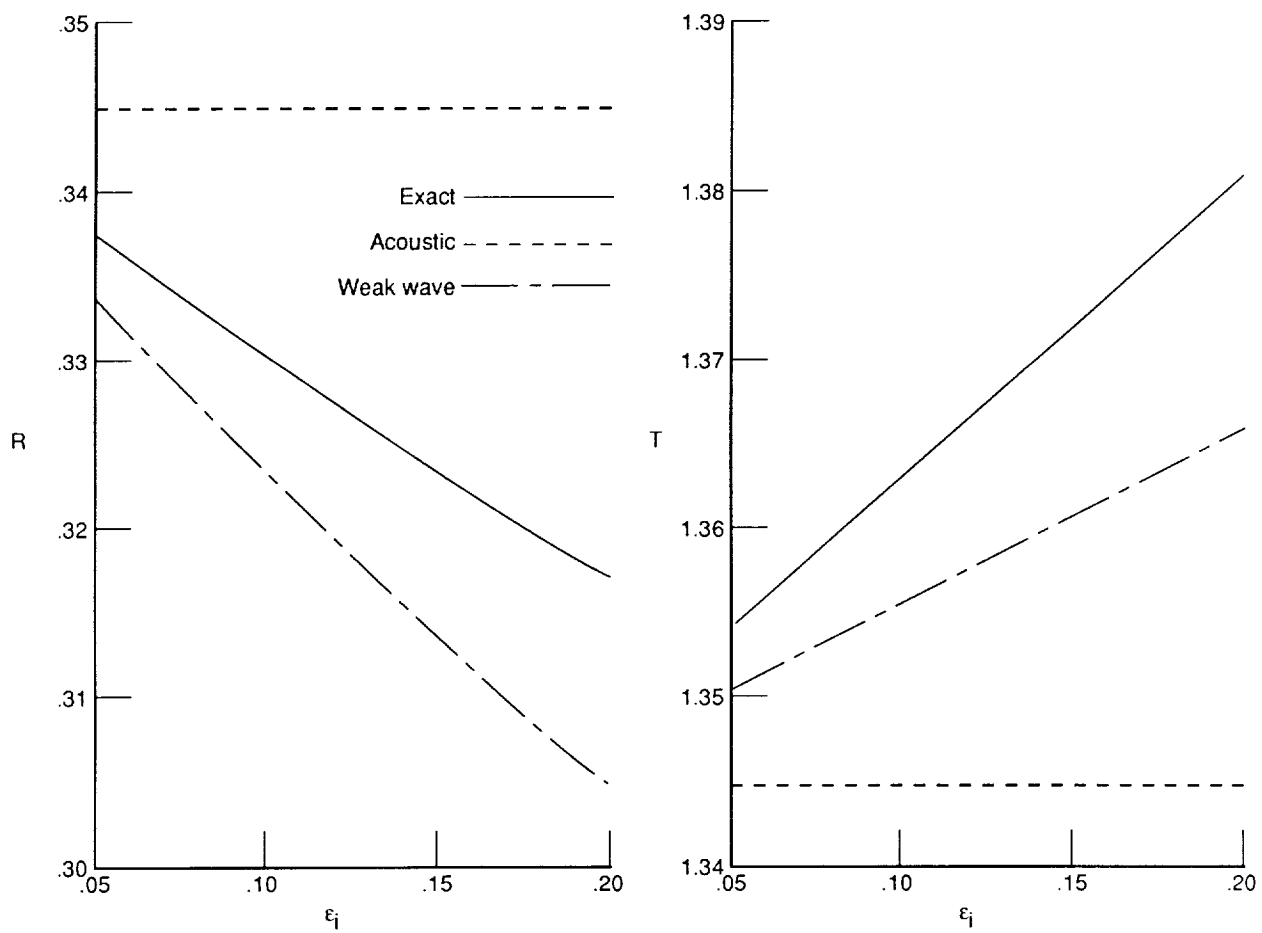 .35
.34
.33
.32
.31
.30
R
Exact
Acoustic
Weak wave
.05
.10
.15
.20
εi
1.39
1.38
1.37
1.36
1.35
1.34
T
.05
.10
.15
.20
εi